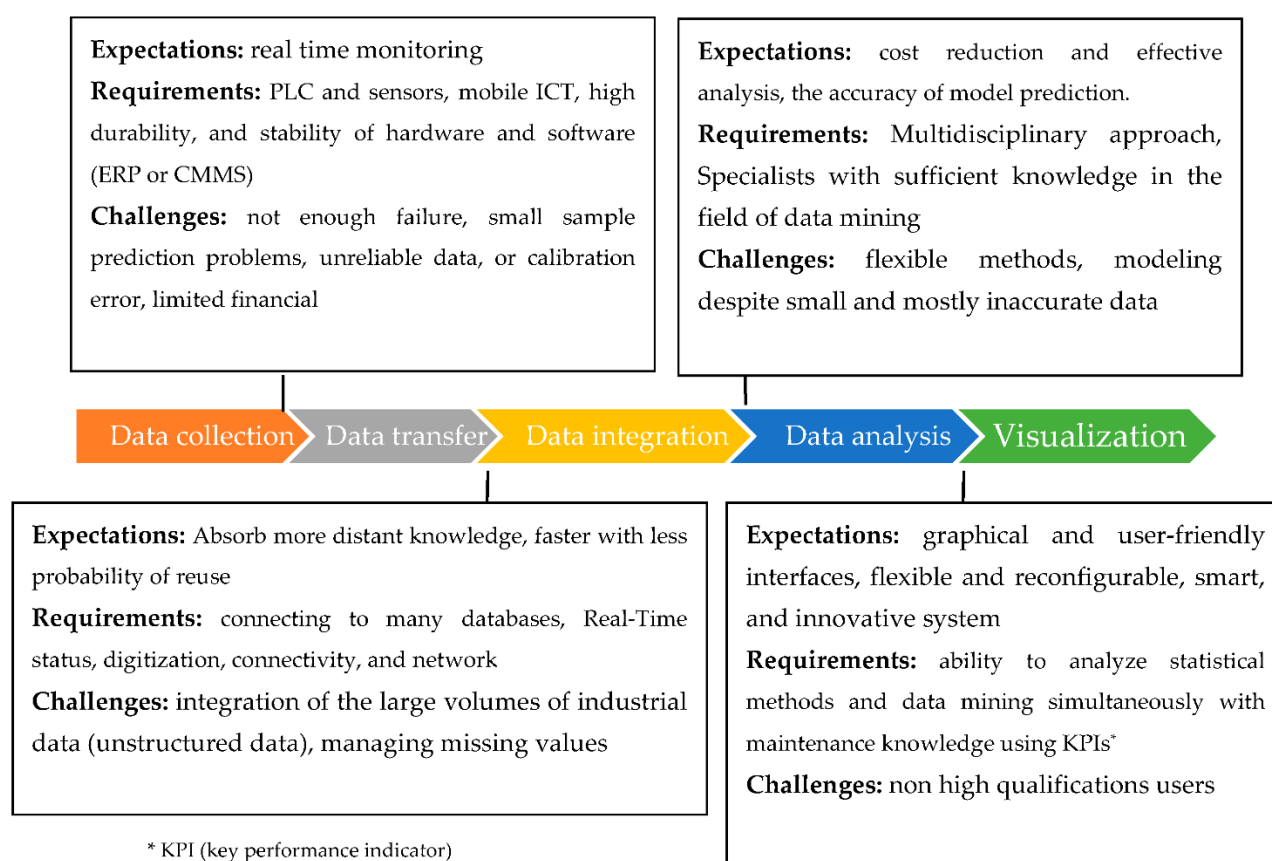 Expectations: real time monitoring
Requirements: PLC and sensors, mobile ICT, high
durability, and stability of hardware and software
(ERP or CMMS)
Challenges: not enough failure, small sample
prediction problems, unreliable data, or calibration
error, limited financial
Expectations: cost reduction and effective
analysis, the accuracy of model prediction.
Requirements: Multidisciplinary approach,
Specialists with sufficient knowledge in the
field of data mining
Challenges: flexible methods, modeling
despite small and mostly inaccurate data
Data collection
Data transfer
Data integration
Data analysis
Visualization
Expectations: Absorb more distant knowledge, faster with less
probability of reuse
Requirements: connecting to many databases, Real-Time
status, digitization, connectivity, and network
Challenges: integration of the large volumes of industrial
data (unstructured data), managing missing values
Expectations: graphical and user-friendly
interfaces, flexible and reconfigurable, smart,
and innovative system
Requirements: ability to analyze statistical
methods and data mining simultaneously with
maintenance knowledge using KPIs*
Challenges: non high qualifications users
* KPI (key performance indicator)